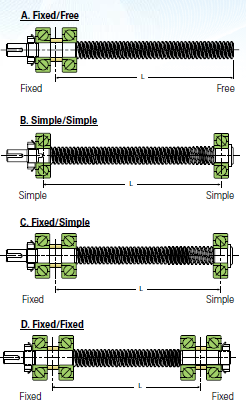 A. Fixed/Free
L
Fixed Free
B. Simple/Simple
L
Simple Simple
C. Fixed/Simple
L
Fixed Simple
D. Fixed/Fixed
L
Fixed Fixed